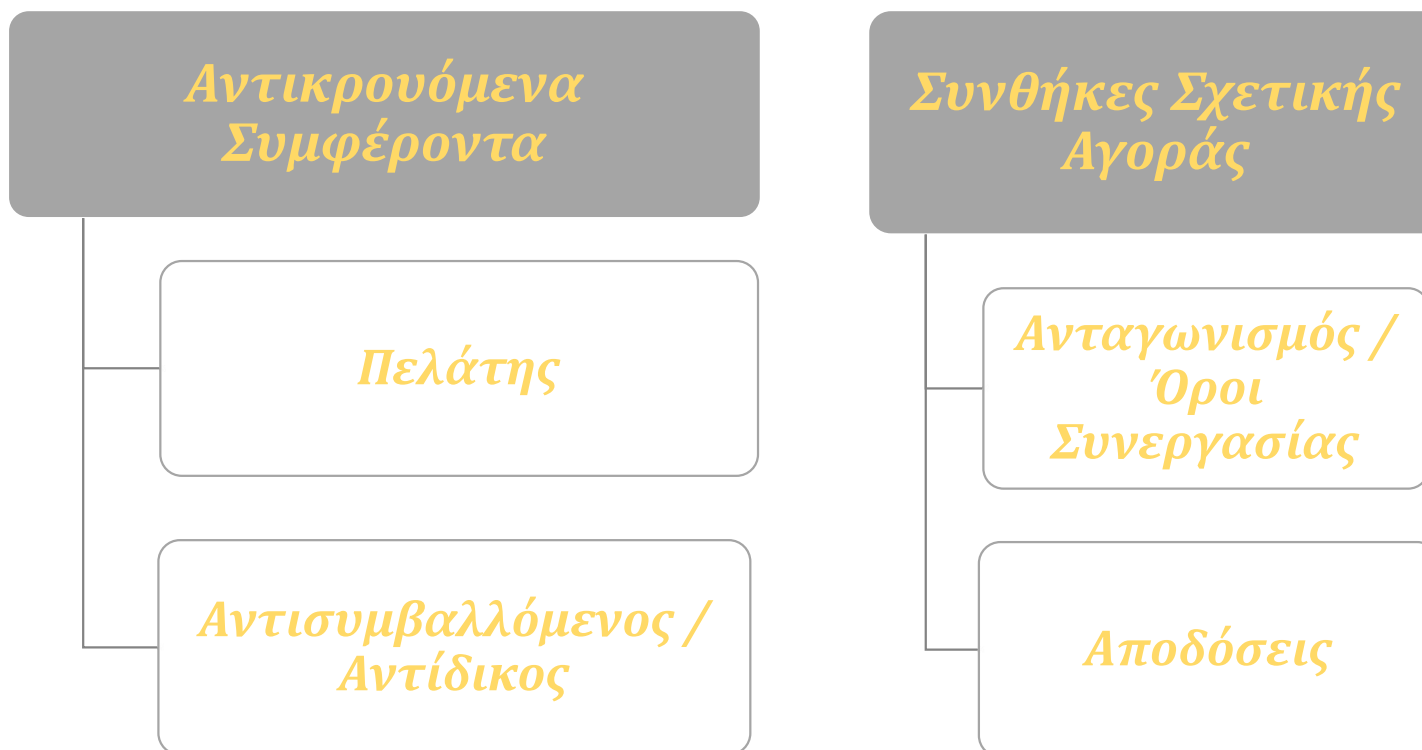 Αντικρουόμενα
Συμφέροντα
Πελάτης
Αντισυμβαλλόμενος /
Αντίδικος
Συνθήκες Σχετικής
Αγοράς
Ανταγωνισμός /
Όροι
Συνεργασίας
Αποδόσεις